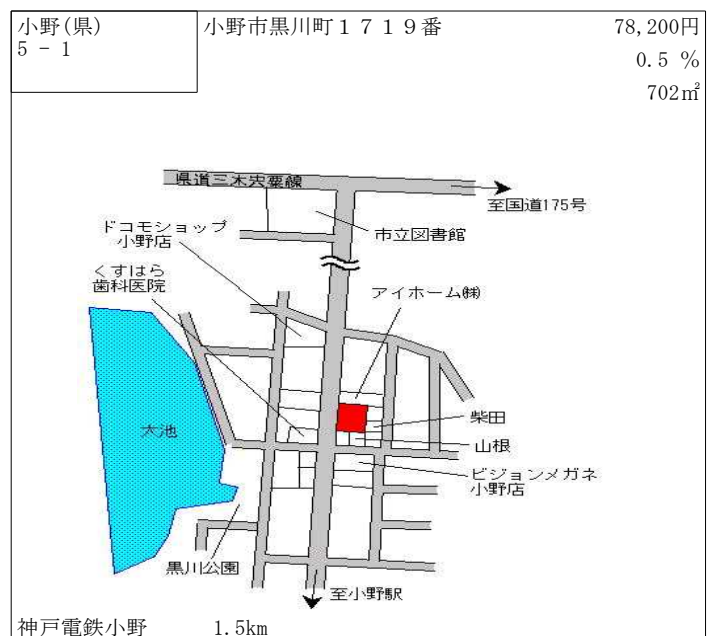 小野(県)
5 - 1
小野市黒川町１７１９番
78,200円
0.5 %
702㎡
県道三木宍粟線
至国道175号
ドコモショップ
小野店
市立図書館
くすはら
歯科医院
アイホーム㈱
大池
柴田
山根
ビジョンメガネ
小野店
黒川公園
至小野駅
神戸電鉄小野 1.5km